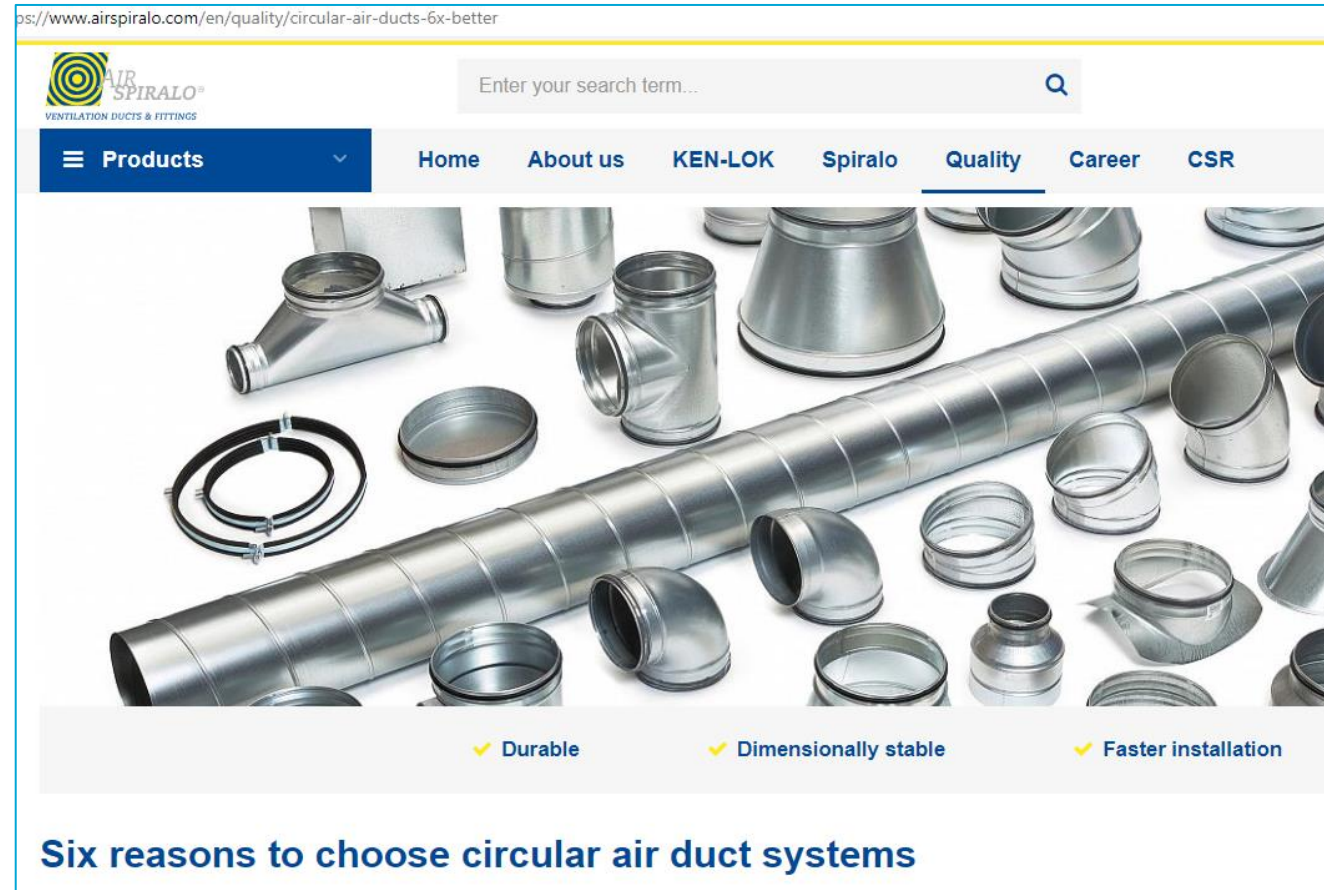 ps://www.airspiralo.com/en/quality/circular-air-ducts-6x-better
AIR
SPIRALO®
VENTILATION DUCTS & FITTINGS
Enter your search term...
Products
Home About us KEN-LOK Spiralo Quality Career CSR
Durable Dimensionally stable Faster installation
Six reasons to choose circular air duct systems